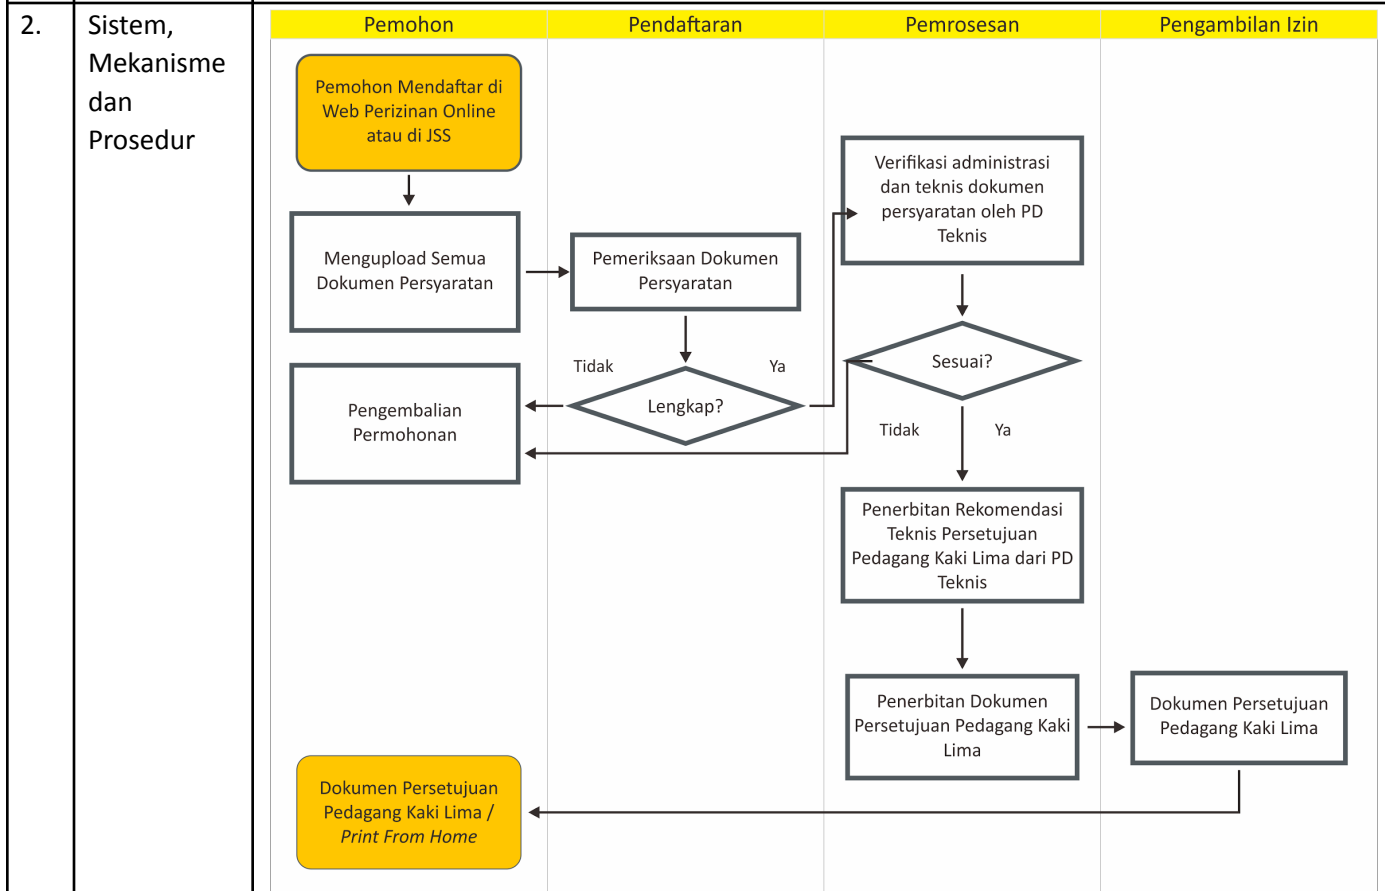 2.
Sistem,
Mekanisme
dan
Prosedur
Pemohon
Pendaftaran
Pemrosesan
Pengambilan Izin
Pemohon Mendaftar di
Web Perizinan Online
atau di JSS
Mengupload Semua
Dokumen Persyaratan
Pemeriksaan Dokumen
Persyaratan
Verifikasi administrasi
dan teknis dokumen
persyaratan oleh PD
Teknis
Tidak
Ya
Lengkap?
Sesuai?
Pengembalian
Permohonan
Tidak
Ya
Penerbitan Rekomendasi
Teknis Persetujuan
Pedagang Kaki Lima dari PD
Teknis
Penerbitan Dokumen
Persetujuan Pedagang Kaki
Lima
Dokumen Persetujuan
Pedagang Kaki Lima
Dokumen Persetujuan
Pedagang Kaki Lima /
Print From Home